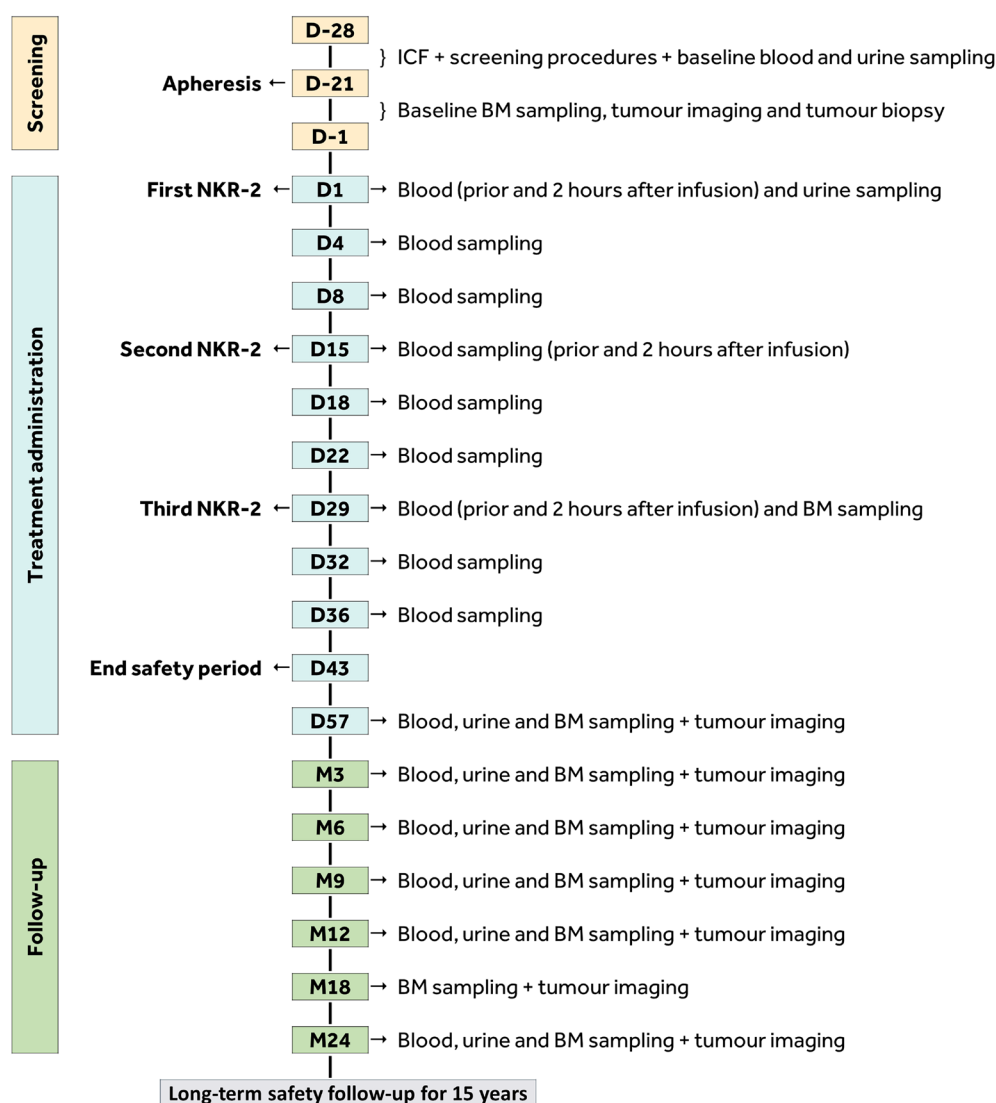 Screening
D-28
} ICF + screening procedures + baseline blood and urine sampling
Apheresis ← D-21
} Baseline BM sampling, tumour imaging and tumour biopsy
D-1
Treatment administration
First NKR-2 ← D1 → Blood (prior and 2 hours after infusion) and urine sampling
D4 → Blood sampling
D8 → Blood sampling
Second NKR-2 ← D15 → Blood sampling (prior and 2 hours after infusion)
D18 → Blood sampling
D22 → Blood sampling
Third NKR-2 ← D29 → Blood (prior and 2 hours after infusion) and BM sampling
D32 → Blood sampling
D36 → Blood sampling
End safety period ← D43
D57 → Blood, urine and BM sampling + tumour imaging
Follow-up
M3 → Blood, urine and BM sampling + tumour imaging
M6 → Blood, urine and BM sampling + tumour imaging
M9 → Blood, urine and BM sampling + tumour imaging
M12 → Blood, urine and BM sampling + tumour imaging
M18 → BM sampling + tumour imaging
M24 → Blood, urine and BM sampling + tumour imaging
Long-term safety follow-up for 15 years